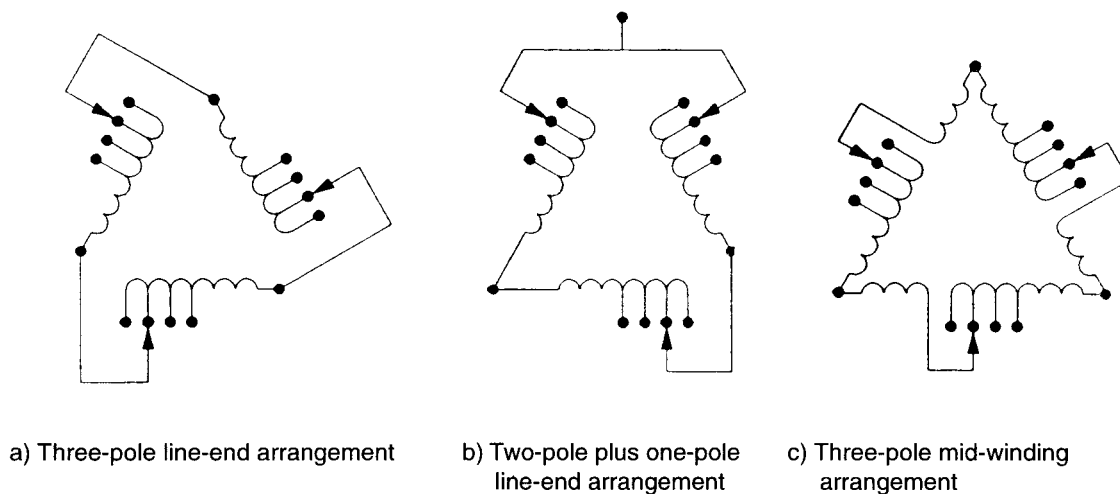 a) Three-pole line-end arrangement
b) Two-pole plus one-pole
line-end arrangement
c) Three-pole mid-winding
arrangement